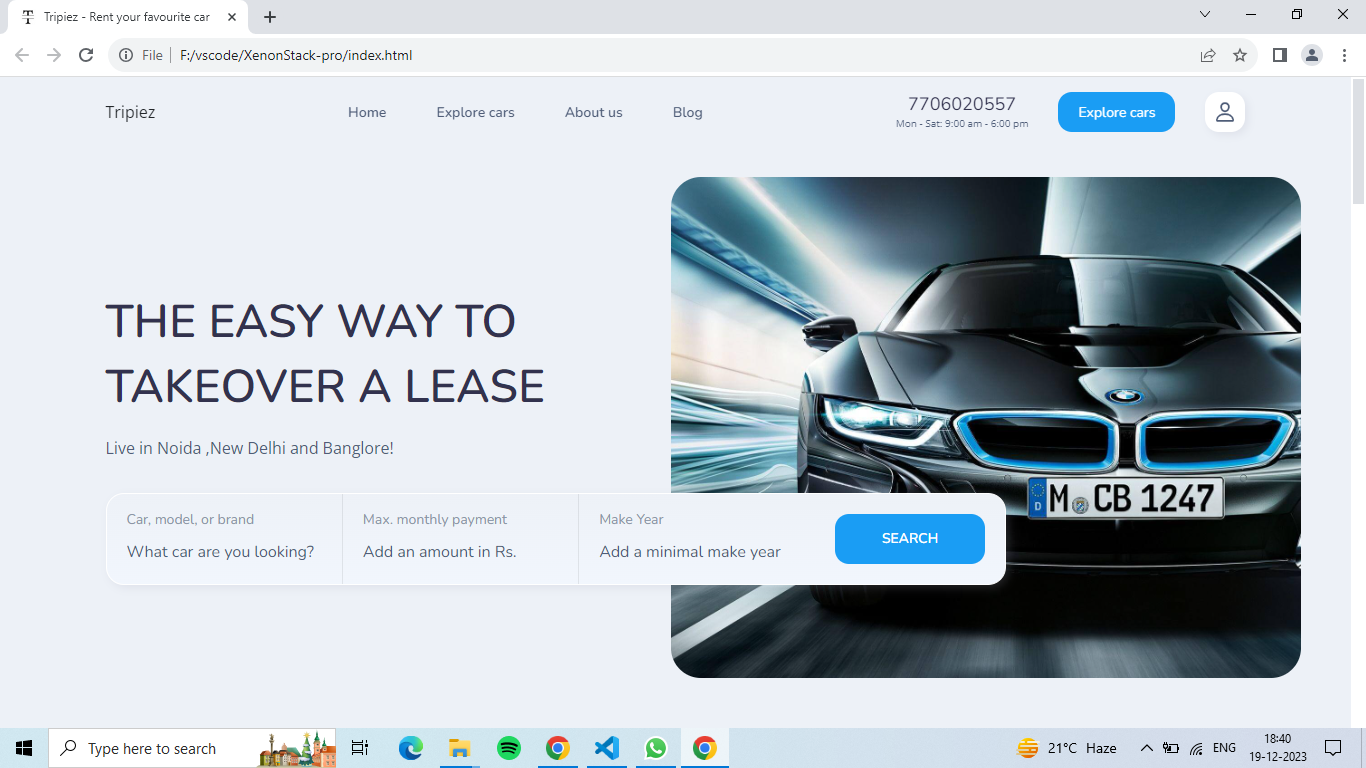 Tripiez - Rent your favourite car
File
F:/vscode/XenonStack-pro/index.html
Tripiez
Home
Explore cars
About us
Blog
7706020557
Mon - Sat: 9:00 am - 6:00 pm
Explore cars
THE EASY WAY TO
TAKEOVER A LEASE
Live in Noida ,New Delhi and Banglore!
M CB 1247
D
Car, model, or brand
What car are you looking?
Max. monthly payment
Add an amount in Rs.
Make Year
Add a minimal make year
SEARCH
Type here to search
21°C Haze
ENG
18:40
19-12-2023